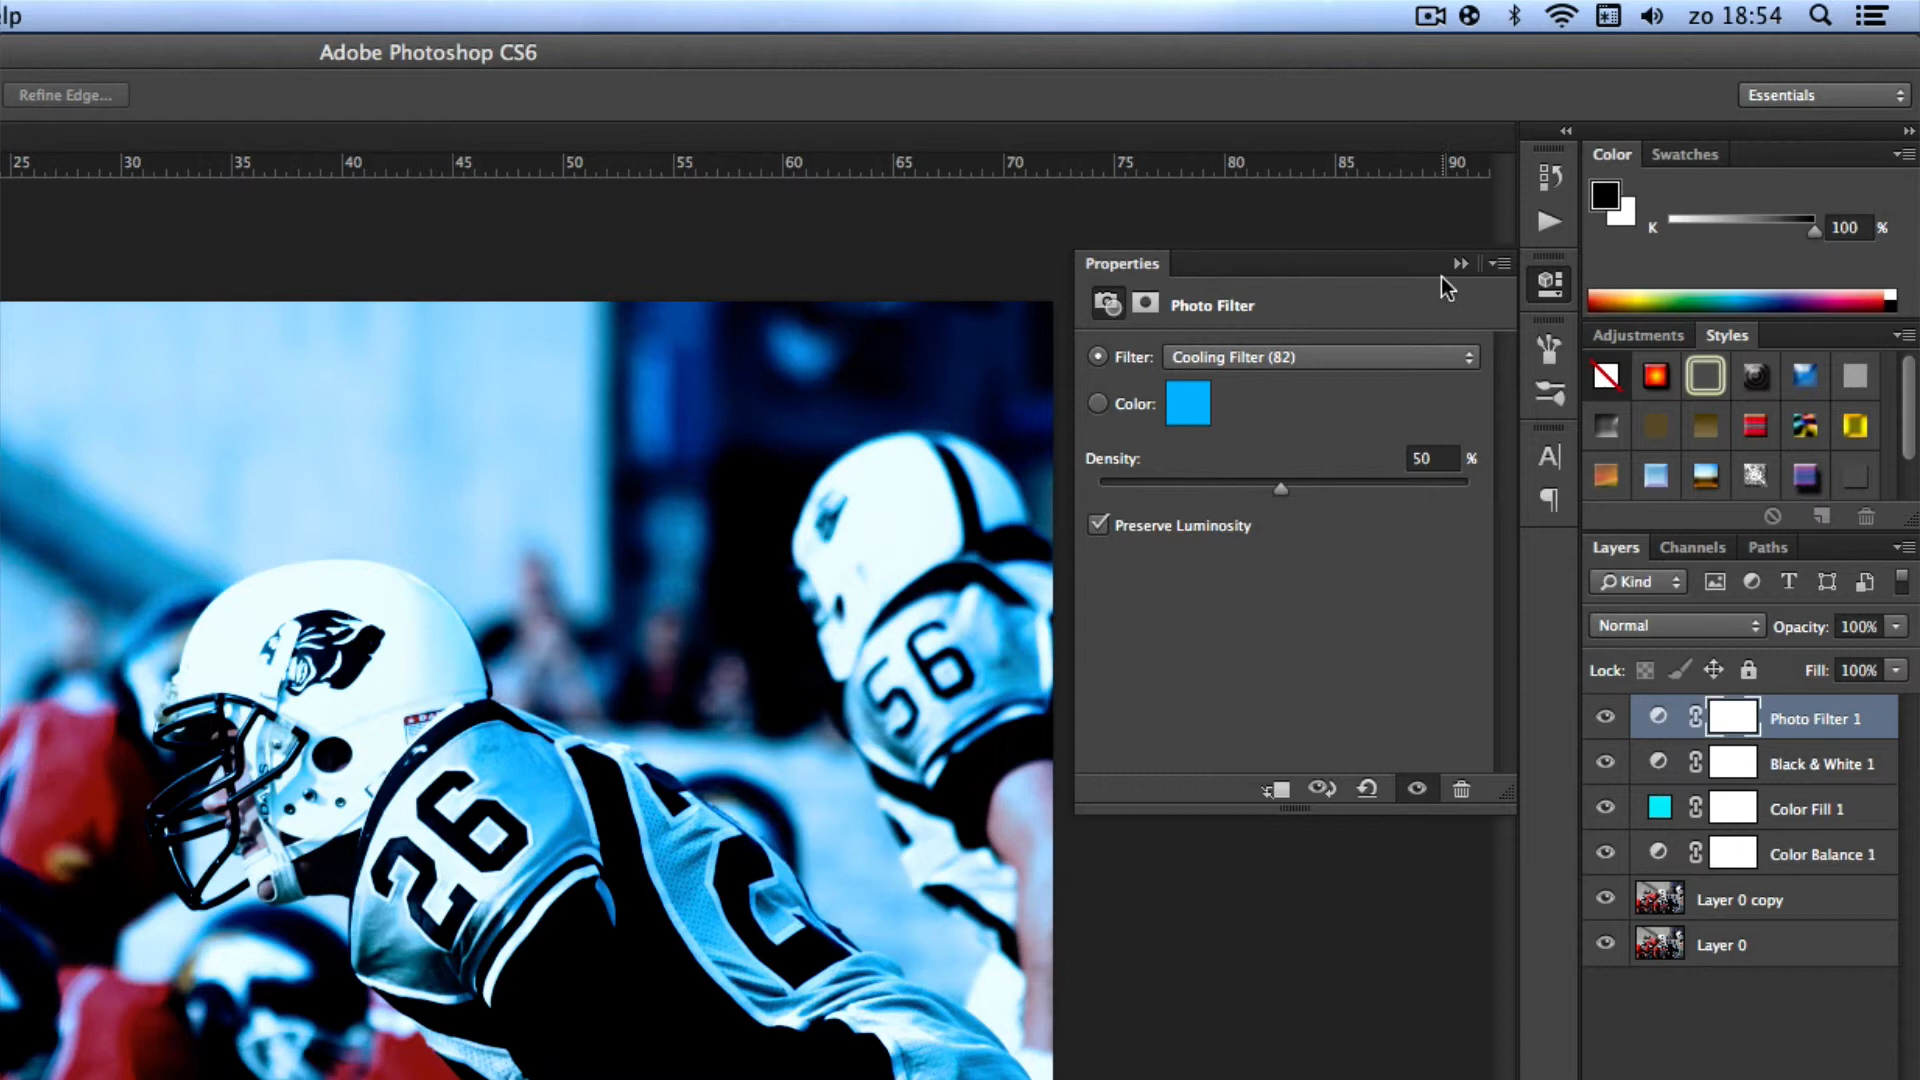 elp
zo 18:54
Adobe Photoshop CS6
Refine Edge...
Essentials
25 30 35 40 45 50 55 60 65 70 75 80 85 90
Color Swatches
K 100 %
Properties
Photo Filter
Filter: Cooling Filter (82)
Color:
Density: 50 %
Preserve Luminosity
Adjustments Styles
Layers Channels Paths
Kind
Normal Opacity: 100%
Lock: Fill: 100%
Photo Filter 1
Black & White 1
Color Fill 1
Color Balance 1
Layer 0 copy
Layer 0
56
26